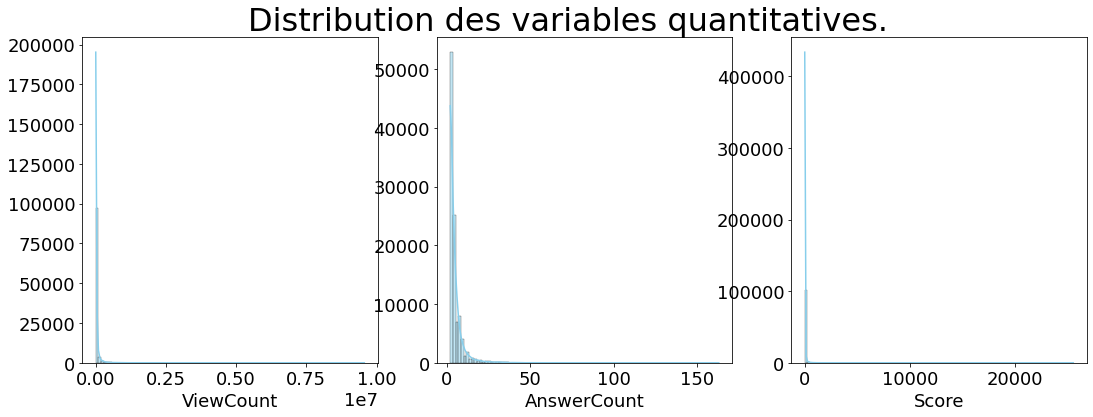 Distribution des variables quantitatives.
200000
175000
150000
125000
100000
75000
50000
25000
0
0.00 0.25 0.50 0.75 1.00
1e7
ViewCount
50000
40000
30000
20000
10000
0
0 50 100 150
AnswerCount
400000
300000
200000
100000
0
0 10000 20000
Score